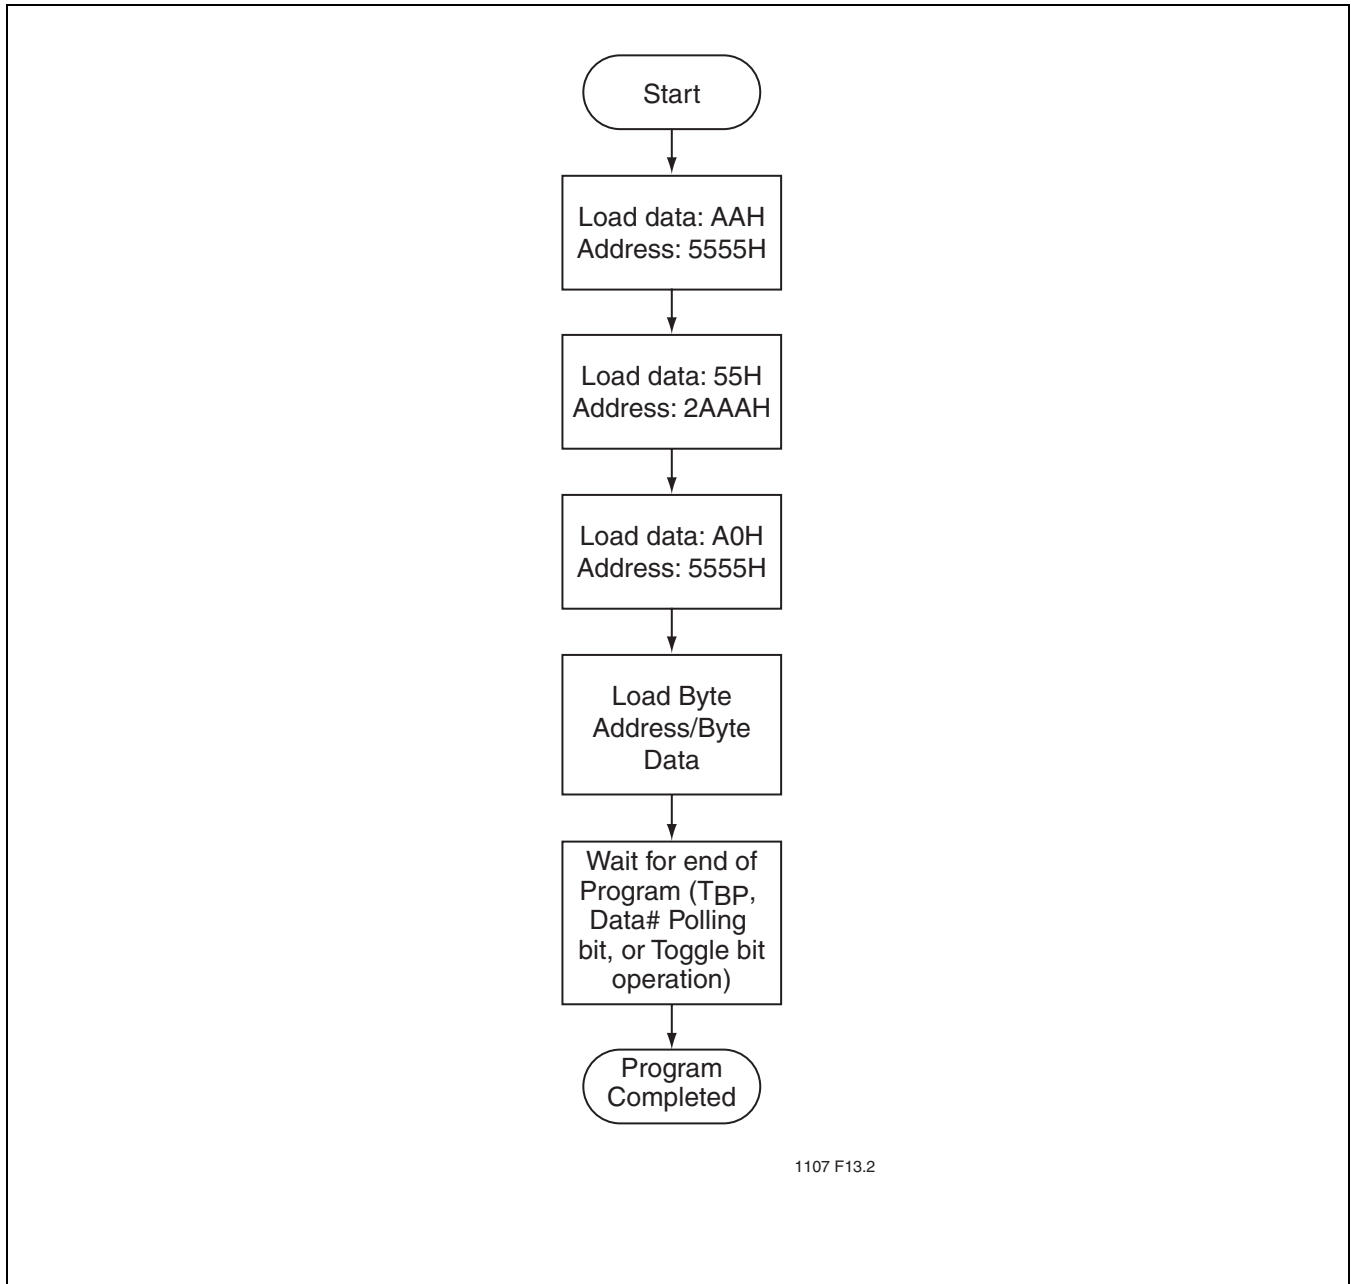 Start
Load data: AAH
Address: 5555H
Load data: 55H
Address: 2AAAH
Load data: A0H
Address: 5555H
Load Byte
Address/Byte
Data
Wait for end of
Program (TBP,
Data# Polling
bit, or Toggle bit
operation)
Program
Completed
1107 F13.2